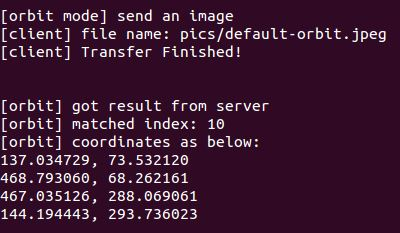 [orbit mode] send an image
[client] file name: pics/default-orbit.jpeg
[client] Transfer Finished!
[orbit] got result from server
[orbit] matched index: 10
[orbit] coordinates as below:
137.034729, 73.532120
468.793060, 68.262161
467.035126, 288.069061
144.194443, 293.736023